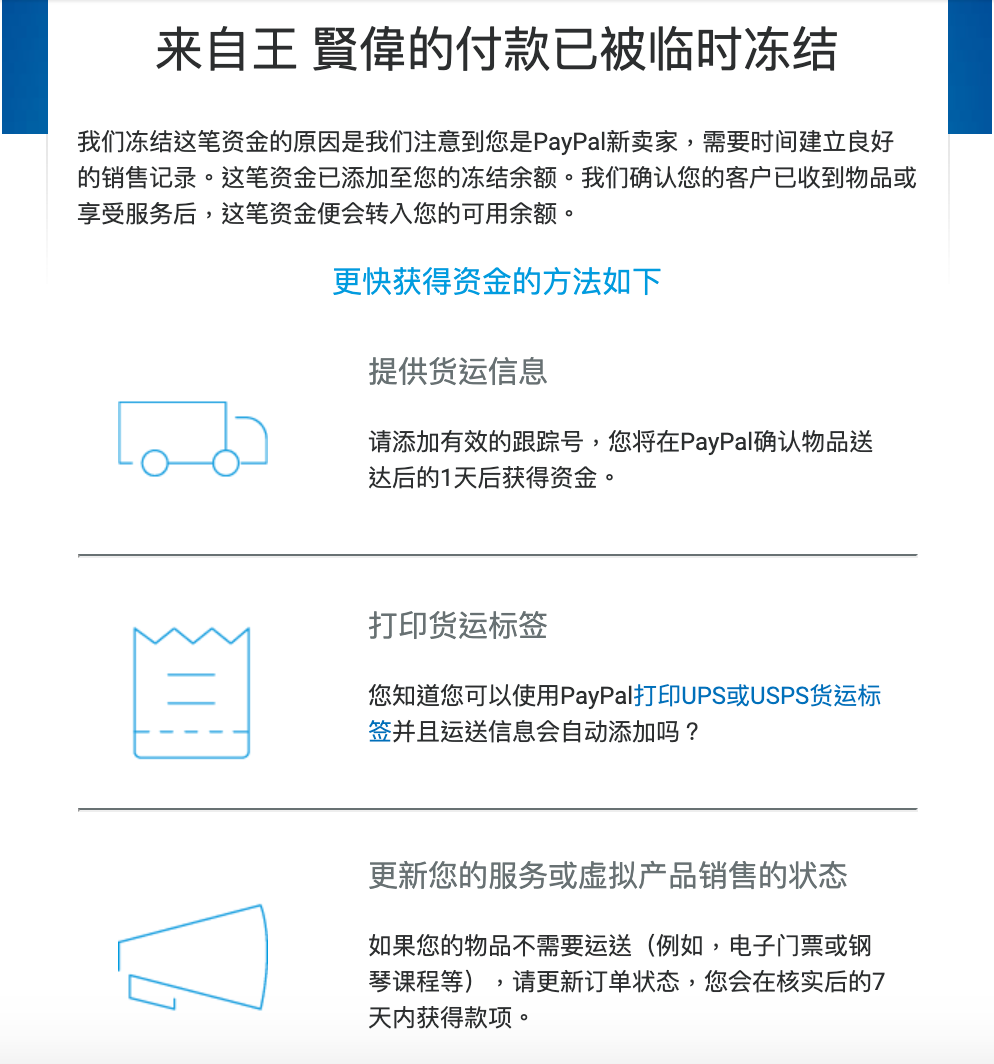 来自王 賢偉的付款已被临时冻结
我们冻结这笔资金的原因是我们注意到您是PayPal新卖家，需要时间建立良好
的销售记录。这笔资金已添加至您的冻结余额。我们确认您的客户已收到物品或
享受服务后，这笔资金便会转入您的可用余额。
更快获得资金的方法如下
提供货运信息
请添加有效的跟踪号，您将在PayPal确认物品送
达后的1天后获得资金。
打印货运标签
您知道您可以使用PayPal打印UPS或USPS货运标
签并且运送信息会自动添加吗？
更新您的服务或虚拟产品销售的状态
如果您的物品不需要运送（例如，电子门票或钢
琴课程等），请更新订单状态，您会在核实后的7
天内获得款项。